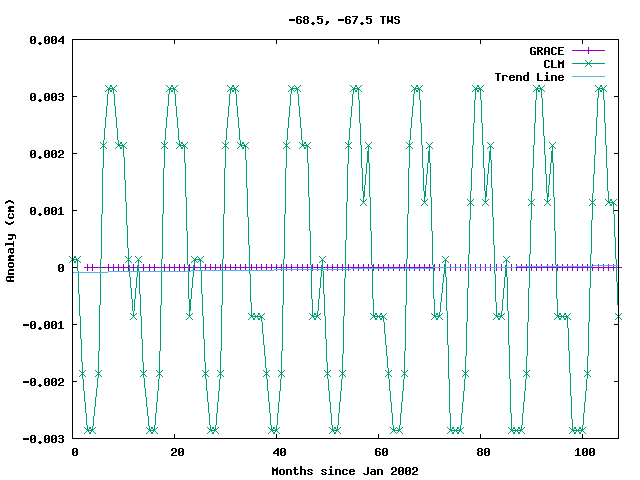 -68.5, -67.5 TWS
GRACE
CLM
Trend Line
0.004
0.003
0.002
0.001
0
-0.001
-0.002
-0.003
Anomaly (cm)
0 20 40 60 80 100
Months since Jan 2002